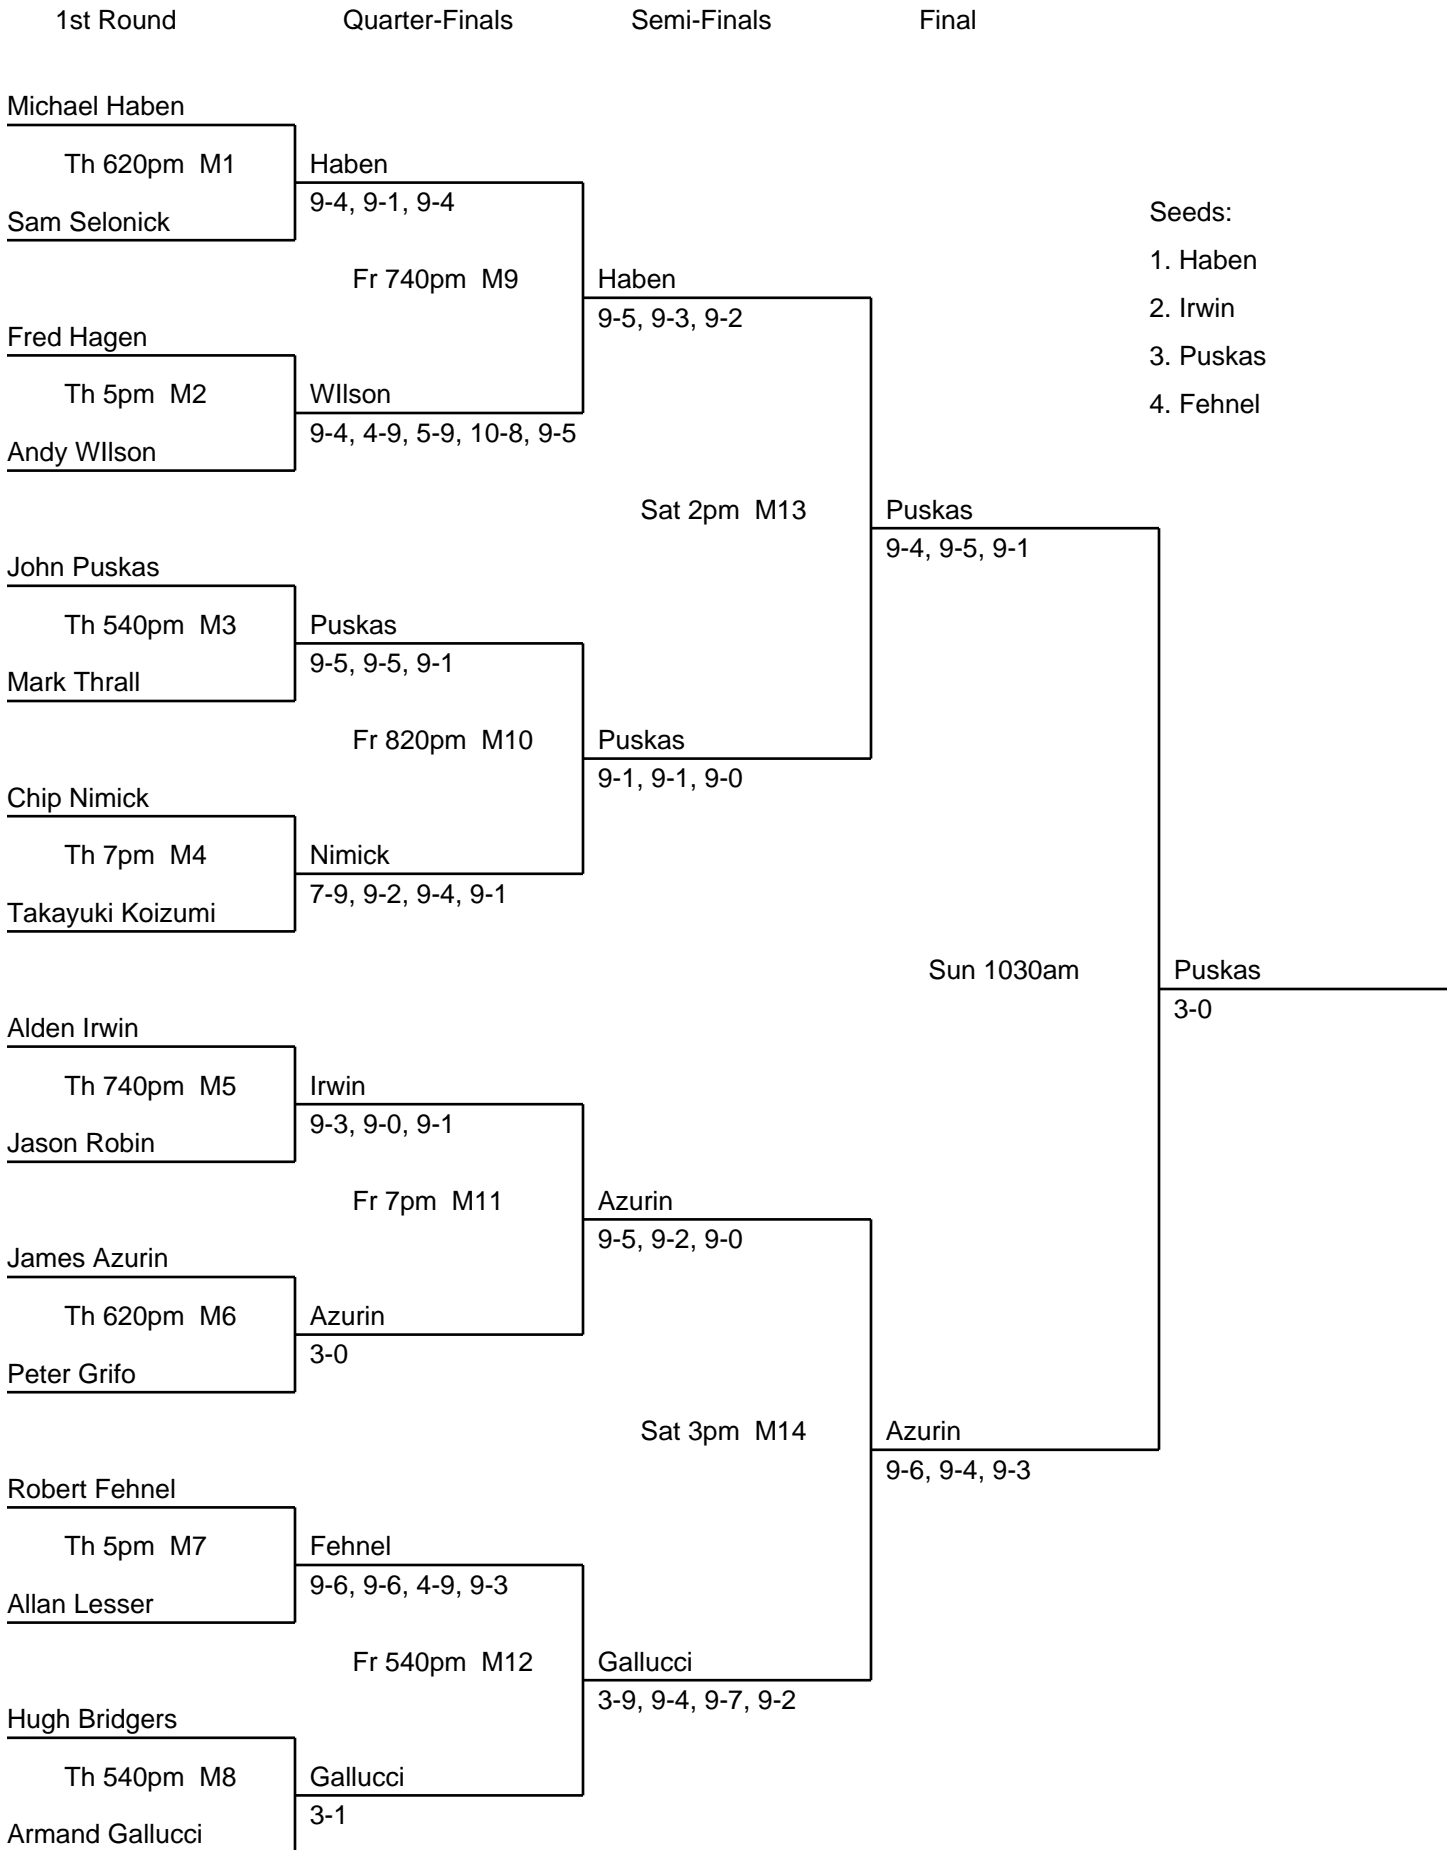 1st Round Quarter-Finals Semi-Finals Final
Michael Haben
Th 620pm M1 Haben
9-4, 9-1, 9-4
Sam Selonick
Seeds:
1. Haben
Fr 740pm M9 Haben
9-5, 9-3, 9-2
2. Irwin
Fred Hagen
3. Puskas
Th 5pm M2 WIlson
4. Fehnel
9-4, 4-9, 5-9, 10-8, 9-5
Andy WIlson
Sat 2pm M13 Puskas
9-4, 9-5, 9-1
John Puskas
Th 540pm M3 Puskas
9-5, 9-5, 9-1
Mark Thrall
Fr 820pm M10 Puskas
9-1, 9-1, 9-0
Chip Nimick
Th 7pm M4 Nimick
7-9, 9-2, 9-4, 9-1
Takayuki Koizumi
Sun 1030am Puskas
3-0
Alden Irwin
Th 740pm M5 Irwin
9-3, 9-0, 9-1
Jason Robin
Fr 7pm M11 Azurin
9-5, 9-2, 9-0
James Azurin
Th 620pm M6 Azurin
3-0
Peter Grifo
Sat 3pm M14 Azurin
9-6, 9-4, 9-3
Robert Fehnel
Th 5pm M7 Fehnel
9-6, 9-6, 4-9, 9-3
Allan Lesser
Fr 540pm M12 Gallucci
3-9, 9-4, 9-7, 9-2
Hugh Bridgers
Th 540pm M8 Gallucci
3-1
Armand Gallucci